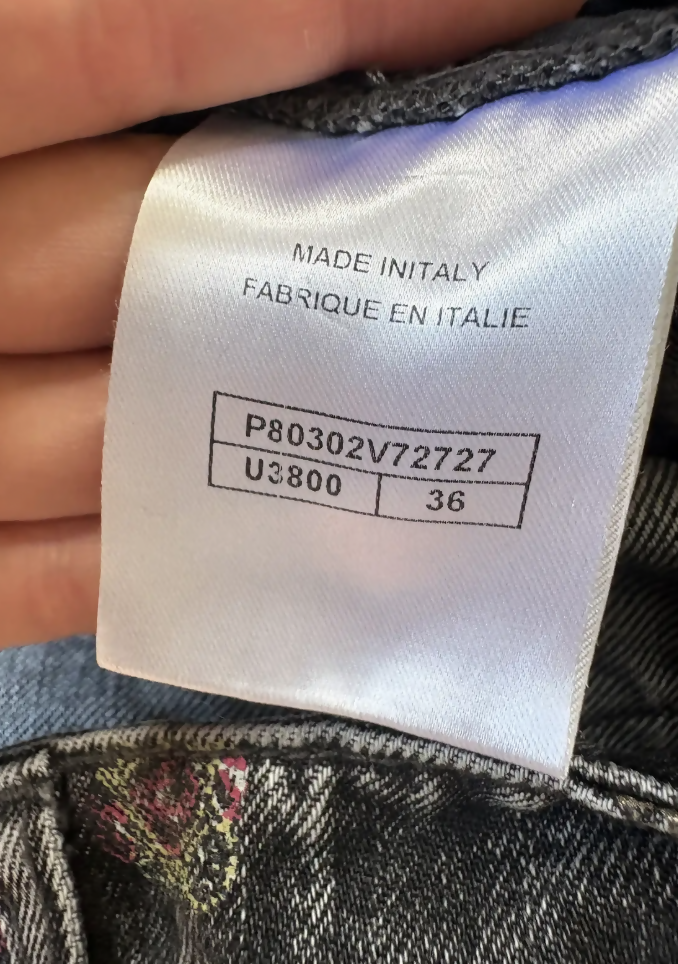 MADE INITALY
FABRIQUE EN ITALIE
P80302V72727
U3800
36